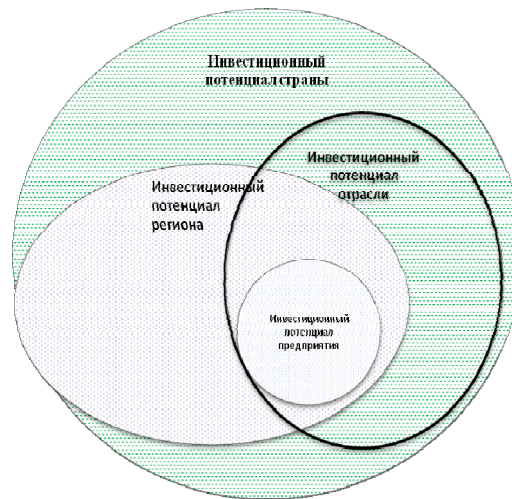 Инвестиционный
потенциал страны
Инвестиционный
потенциал
отрасли
Инвестиционный
потенциал
региона
Инвестиционный
потенциал
предприятия